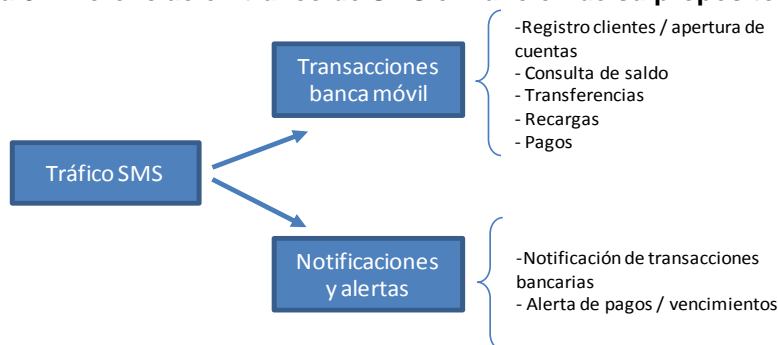 -Registro clientes / apertura de
cuentas
- Consulta de saldo
- Transferencias
- Recargas
- Pagos
Transacciones
banca móvil
Tráfico SMS
Notificaciones
y alertas
-Notificación de transacciones
bancarias
- Alerta de pagos / vencimientos